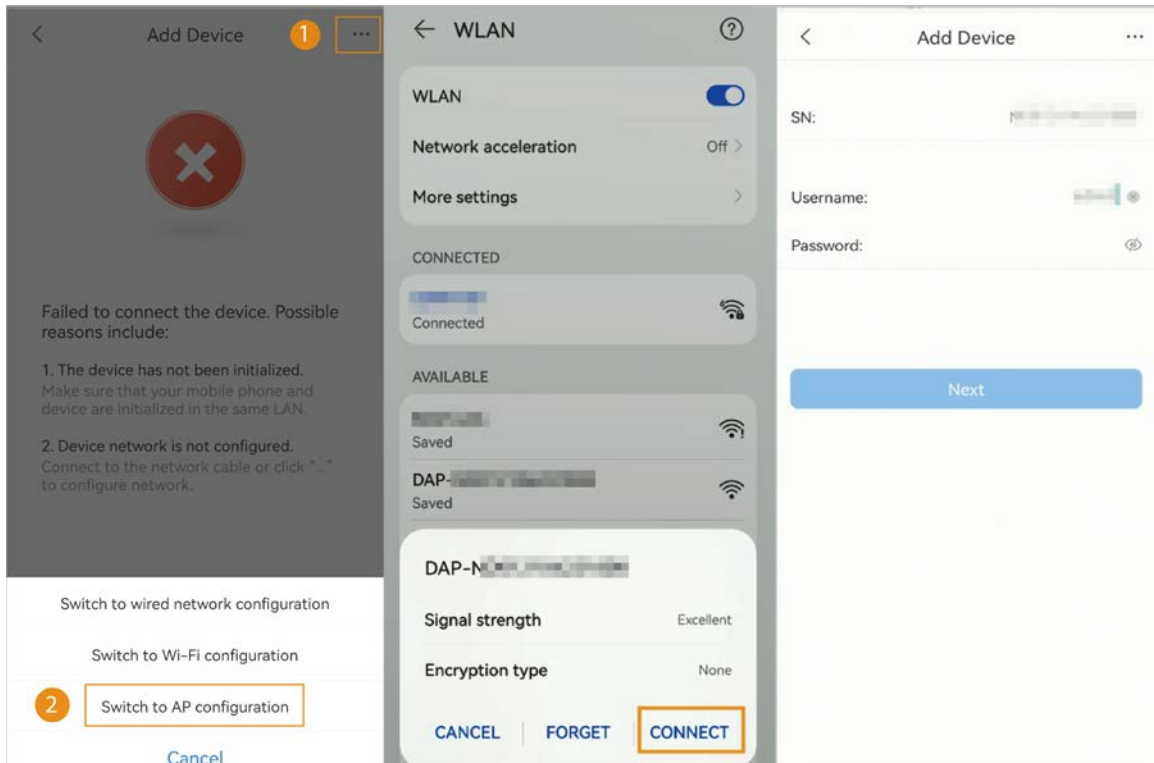 Add Device
1
...
Failed to connect the device. Possible
reasons include:
1. The device has not been initialized.
Make sure that your mobile phone and
device are initialized in the same LAN.
2. Device network is not configured.
Connect to the network cable or click "..."
to configure network.
Switch to wired network configuration
Switch to Wi-Fi configuration
2
Switch to AP configuration
Cancel
WLAN
WLAN
Network acceleration Off
More settings
CONNECTED
Connected
AVAILABLE
Saved
DAP-
Saved
DAP-N
Signal strength Excellent
Encryption type None
CANCEL FORGET CONNECT
Add Device
...
SN:
Username:
Password:
Next